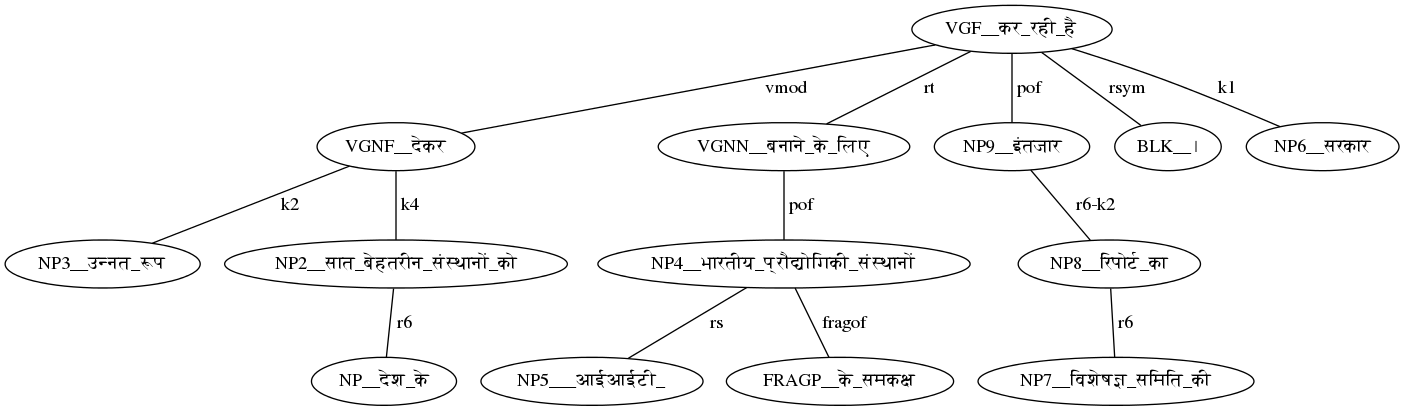 VGF__कर_रही_है
vmod rt pof rsym k1
VGNF__देकर VGNN__बनाने_के_लिए NP9__इंतजार BLK__। NP6__सरकार
k2 k4 pof r6-k2
NP3__उन्नत_रूप NP2__सात_बेहतरीन_संस्थानों_को NP4__भारतीय_प्रौद्योगिकी_संस्थानों NP8__रिपोर्ट_का
r6 rs fragof r6
NP__देश_के NP5___आईआईटी_ FRAGP__के_समकक्ष NP7__विशेषज्ञ_समिति_की